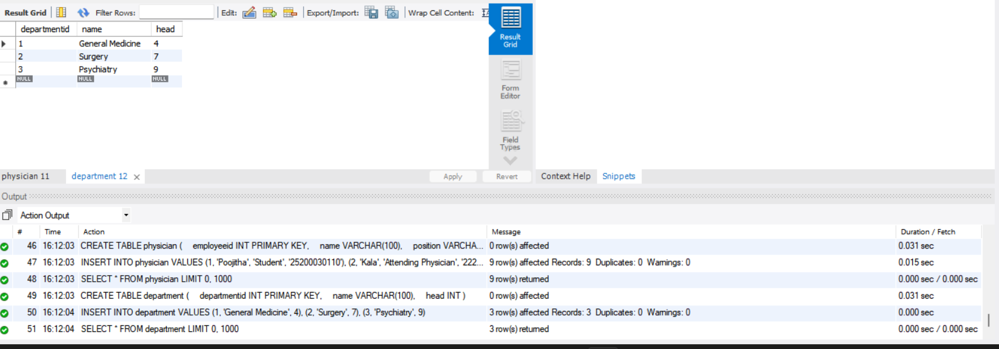 Result Grid Filter Rows: Edit: Export/Import: Wrap Cell Content:
departmentid name head
1 General Medicine 4
2 Surgery 7
3 Psychiatry 9
NULL NULL NULL
Result
Grid
Form
Editor
Field
Types
physician 11 department 12 Apply Revert Context Help Snippets
Output
Action Output
# Time Action Message Duration / Fetch
46 16:12:03 CREATE TABLE physician ( employeeid INT PRIMARY KEY, name VARCHAR(100), position VARCHA... 0 row(s) affected 0.031 sec
47 16:12:03 INSERT INTO physician VALUES (1, 'Poojitha', 'Student', '25200030110'), (2, 'Kala', 'Attending Physician', '222... 9 row(s) affected Records: 9 Duplicates: 0 Warnings: 0 0.015 sec
48 16:12:03 SELECT * FROM physician LIMIT 0, 1000 9 row(s) returned 0.000 sec / 0.000 sec
49 16:12:03 CREATE TABLE department ( departmentid INT PRIMARY KEY, name VARCHAR(100), head INT ) 0 row(s) affected 0.031 sec
50 16:12:04 INSERT INTO department VALUES (1, 'General Medicine', 4), (2, 'Surgery', 7), (3, 'Psychiatry', 9) 3 row(s) affected Records: 3 Duplicates: 0 Warnings: 0 0.000 sec
51 16:12:04 SELECT * FROM department LIMIT 0, 1000 3 row(s) returned 0.000 sec / 0.000 sec